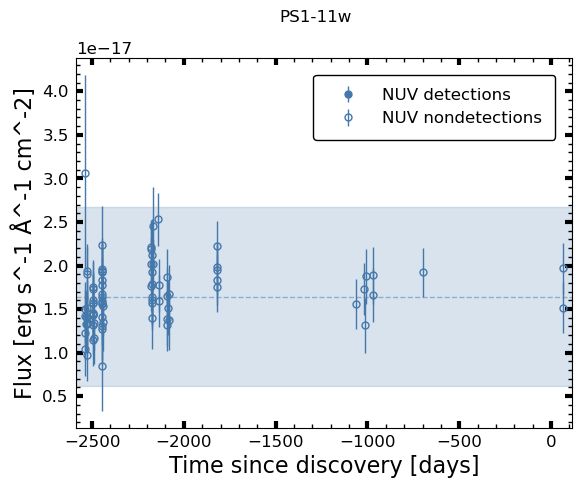 PS1-11w
1e−17
NUV detections
NUV nondetections
4.0
3.5
3.0
2.5
2.0
1.5
1.0
0.5
Flux [erg s^-1 Å^-1 cm^-2]
−2500 −2000 −1500 −1000 −500 0
Time since discovery [days]